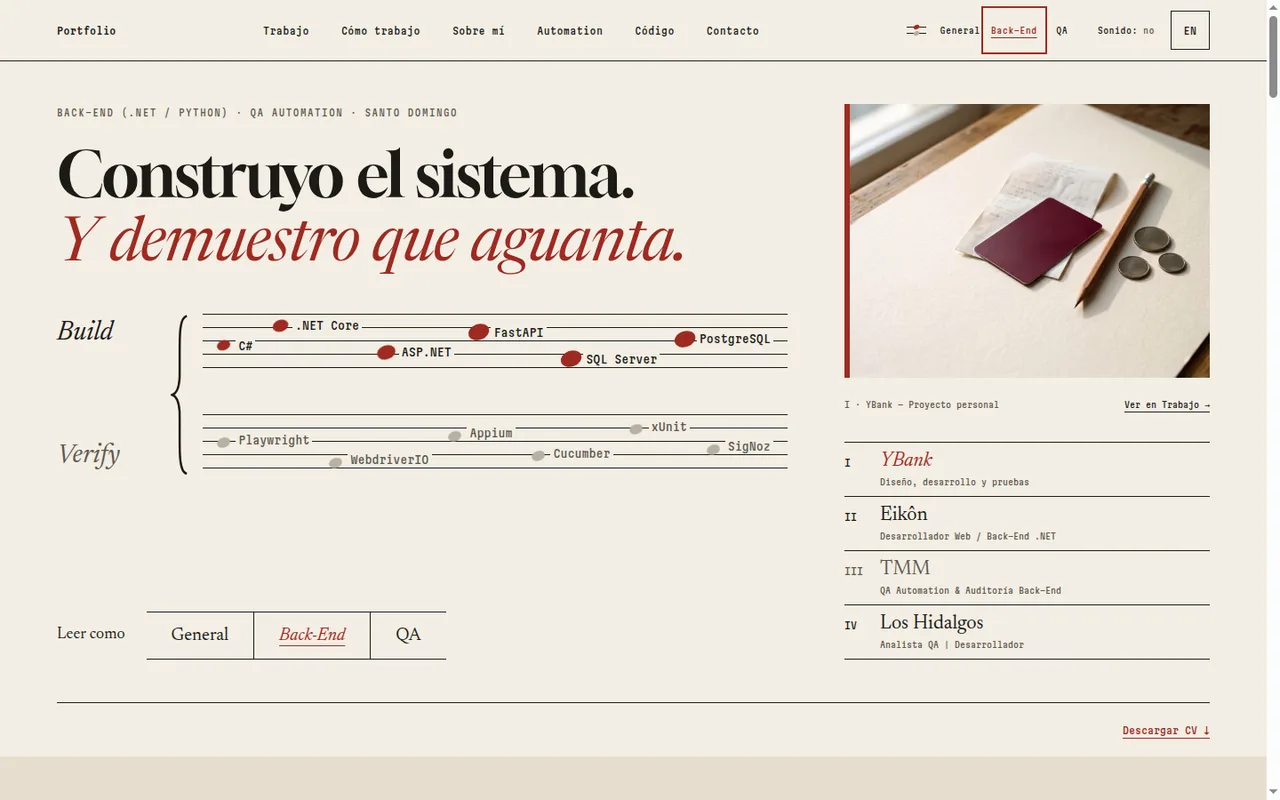 Portfolio
Trabajo
Cómo trabajo
Sobre mí
Automation
Código
Contacto
General
Back-End
QA
Sonido: no
EN
BACK-END (.NET / PYTHON) · QA AUTOMATION · SANTO DOMINGO
Construyo el sistema.
Y demuestro que aguanta.
Build
.NET Core
FastAPI
PostgreSQL
C#
ASP.NET
SQL Server
Verify
Playwright
Appium
xUnit
SigNoz
WebdriverIO
Cucumber
Leer como
General
Back-End
QA
I · YBank — Proyecto personal
Ver en Trabajo →
I
YBank
Diseño, desarrollo y pruebas
II
Eikôn
Desarrollador Web / Back-End .NET
III
TMM
QA Automation & Auditoría Back-End
IV
Los Hidalgos
Analista QA | Desarrollador
Descargar CV ↓